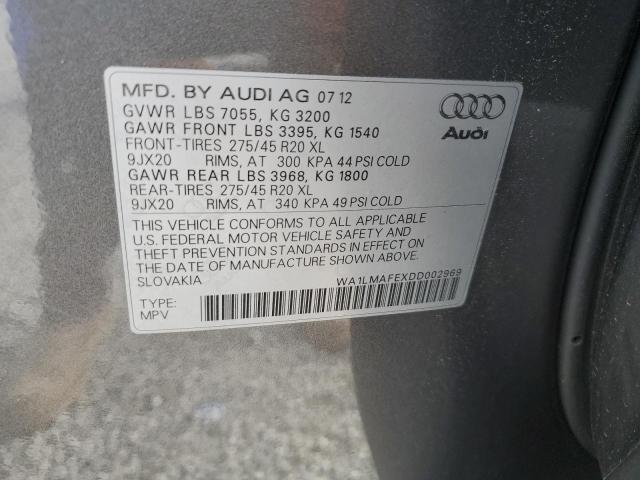 MFD. BY AUDI AG 07 12
GVWR LBS 7055, KG 3200
GAWR FRONT LBS 3395, KG 1540
FRONT-TIRES 275/45 R20 XL
9JX20 RIMS, AT 300 KPA 44 PSI COLD
GAWR REAR LBS 3968, KG 1800
REAR-TIRES 275/45 R20 XL
9JX20 RIMS, AT 340 KPA 49 PSI COLD
Audi
THIS VEHICLE CONFORMS TO ALL APPLICABLE
U.S. FEDERAL MOTOR VEHICLE SAFETY AND
THEFT PREVENTION STANDARDS IN EFFECT ON
THE DATE OF MANUFACTURE SHOWN ABOVE.
SLOVAKIA
WA1LMAFEXDD002969
TYPE:
MPV